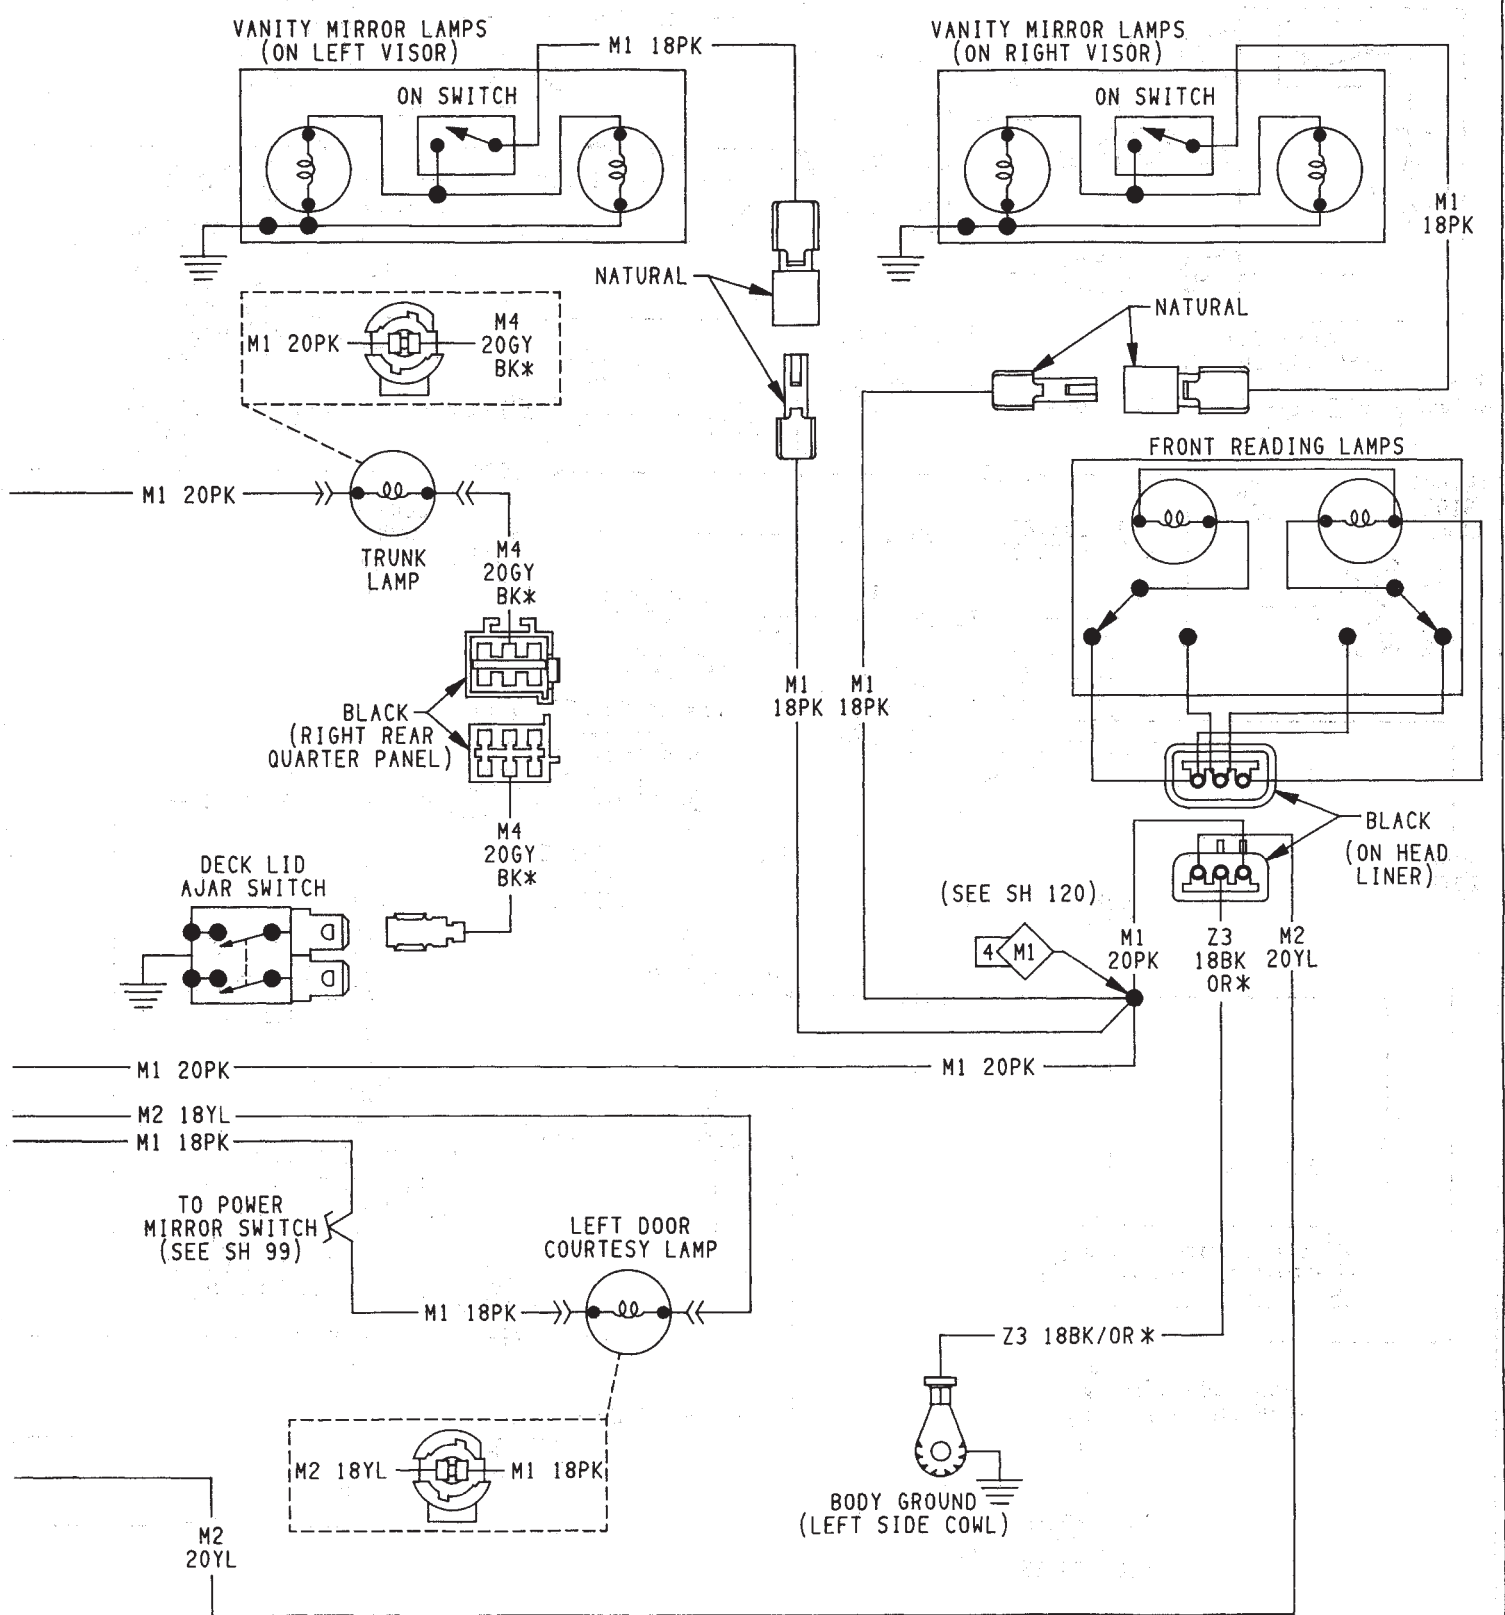 VANITY MIRROR LAMPS
(ON LEFT VISOR)
M1 18PK
VANITY MIRROR LAMPS
(ON RIGHT VISOR)
ON SWITCH
ON SWITCH
M1
18PK
NATURAL
NATURAL
M1 20PK
M4
20GY
BK*
FRONT READING LAMPS
M1 20PK
TRUNK
LAMP
M4
20GY
BK*
M1
18PK
M1
18PK
BLACK
(RIGHT REAR
QUARTER PANEL)
M4
20GY
BK*
BLACK
(ON HEAD
LINER)
DECK LID
AJAR SWITCH
(SEE SH 120)
4
M1
M1
20PK
Z3
18BK
OR*
M2
20YL
M1 20PK
M1 20PK
M2 18YL
M1 18PK
TO POWER
MIRROR SWITCH
(SEE SH 99)
LEFT DOOR
COURTESY LAMP
M1 18PK
Z3 18BK/OR*
M2 18YL
M1 18PK
BODY GROUND
(LEFT SIDE COWL)
M2
20YL